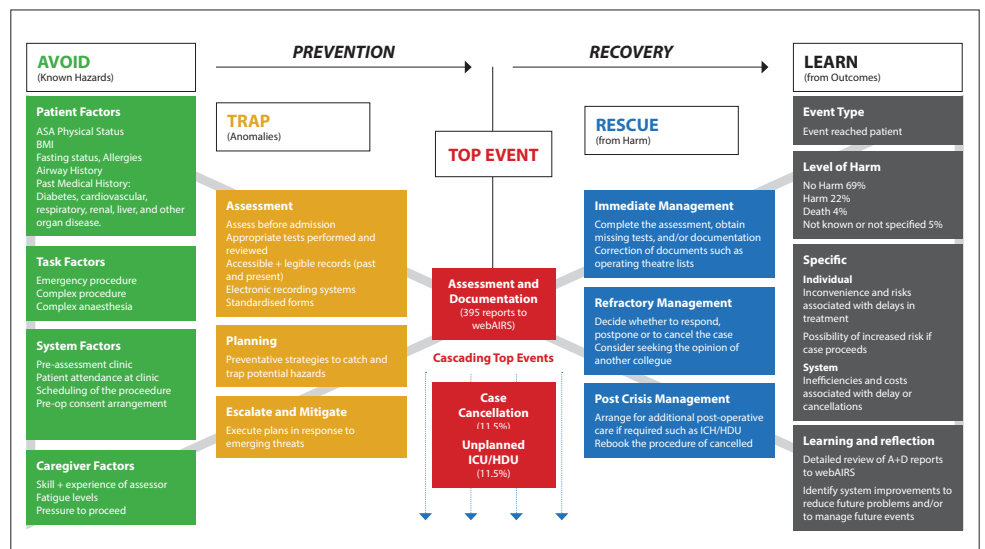 PREVENTION
RECOVERY
AVOID
(Known Hazards)
Patient Factors
ASA Physical Status
BMI
Fasting status, Allergies
Airway History
Past Medical History:
Diabetes, cardiovascular,
respiratory, renal, liver, and other
organ disease.
Task Factors
Emergency procedure
Complex procedure
Complex anaesthesia
System Factors
Pre-assessment clinic
Patient attendance at clinic
Scheduling of the proceedure
Pre-op consent arrangement
Caregiver Factors
Skill + experience of assessor
Fatigue levels
Pressure to proceed
TRAP
(Anomalies)
Assessment
Assess before admission
Appropriate tests performed and
reviewed
Accessible + legible records (past
and present)
Electronic recording systems
Standardised forms
Planning
Preventative strategies to catch and
trap potential hazards
Escalate and Mitigate
Execute plans in response to
emerging threats
TOP EVENT
Assessment and
Documentation
(395 reports to
webAIRS)
Cascading Top Events
Case
Cancellation
(11.5%)
Unplanned
ICU/HDU
(11.5%)
RESCUE
(from Harm)
Immediate Management
Complete the assessment, obtain
missing tests, and/or documentation
Correction of documents such as
operating theatre lists
Refractory Management
Decide whether to respond,
postpone or to cancel the case
Consider seeking the opinion of
another collegue
Post Crisis Management
Arrange for additional post-operative
care if required such as ICH/HDU
Rebook the procedure of cancelled
LEARN
(from Outcomes)
Event Type
Event reached patient
Level of Harm
No Harm 69%
Harm 22%
Death 4%
Not known or not specified 5%
Specific
Individual
Inconvenience and risks
associated with delays in
treatment
Possibility of increased risk if
case proceeds
System
Inefficiencies and costs
associated with delay or
cancellations
Learning and reflection
Detailed review of A+D reports
to webAIRS
Identify system improvements to
reduce future problems and/or
to manage future events